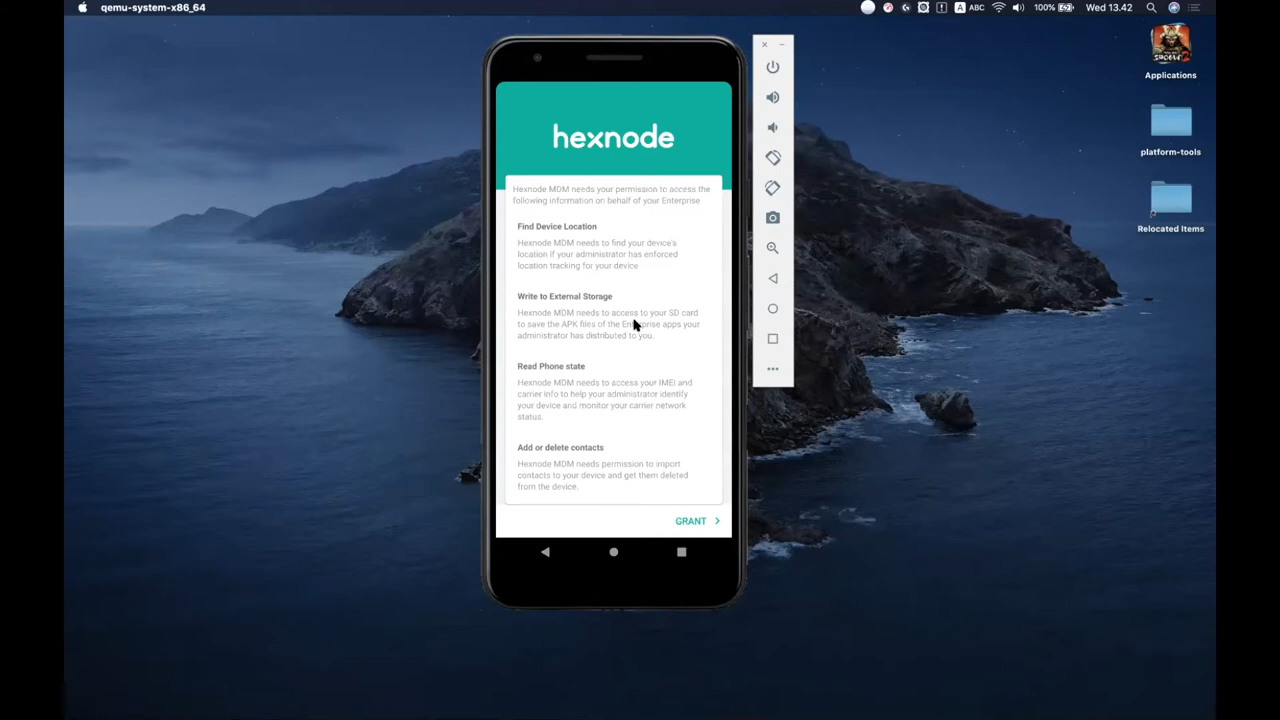 qemu-system-x86_64
A ABC 100% Wed 13.42
Applications
platform-tools
Relocated Items
hexnode
Hexnode MDM needs your permission to access the
following information on behalf of your Enterprise
Find Device Location
Hexnode MDM needs to find your device's
location if your administrator has enforced
location tracking for your device
Write to External Storage
Hexnode MDM needs to access to your SD card
to save the APK files of the Enterprise apps your
administrator has distributed to you.
Read Phone state
Hexnode MDM needs to access your IMEI and
carrier info to help your administrator identify
your device and monitor your carrier network
status.
Add or delete contacts
Hexnode MDM needs permission to import
contacts to your device and get them deleted
from the device.
GRANT